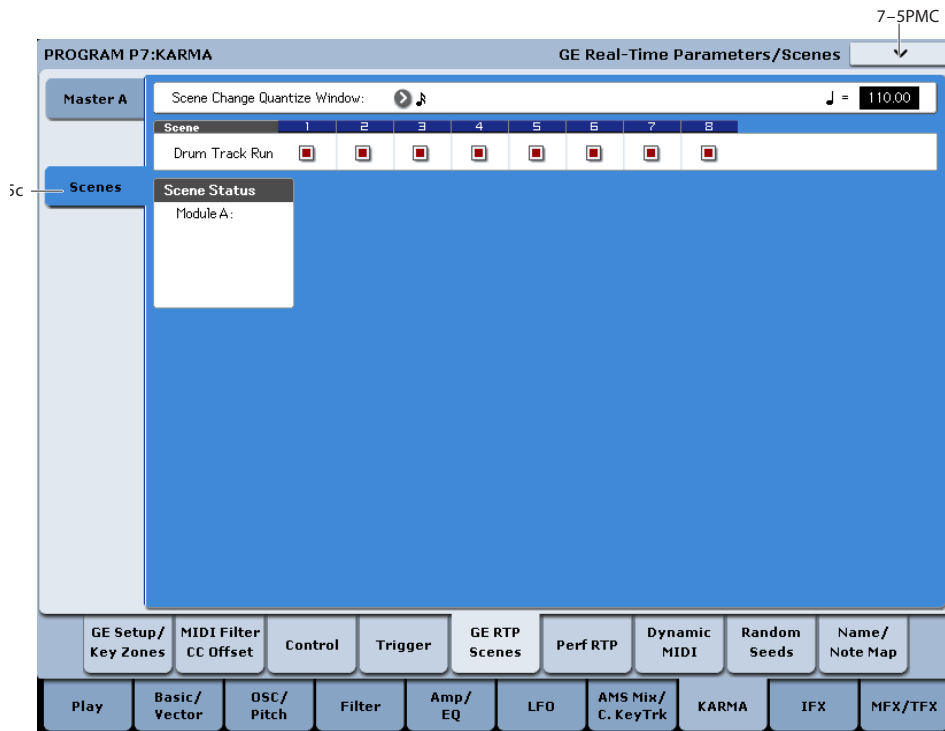 7–5PMC
PROGRAM P7:KARMA GE Real-Time Parameters/Scenes
Master A
Scene Change Quantize Window: ♪ ♩ = 110.00
Scene 1 2 3 4 5 6 7 8
Drum Track Run
5c
Scenes
Scene Status
Module A:
GE Setup/ Key Zones
MIDI Filter CC Offset
Control
Trigger
GE RTP Scenes
Perf RTP
Dynamic MIDI
Random Seeds
Name/ Note Map
Play
Basic/ Vector
OSC/ Pitch
Filter
Amp/ EQ
LFO
AMS Mix/ C. KeyTrk
KARMA
IFX
MFX/TFX